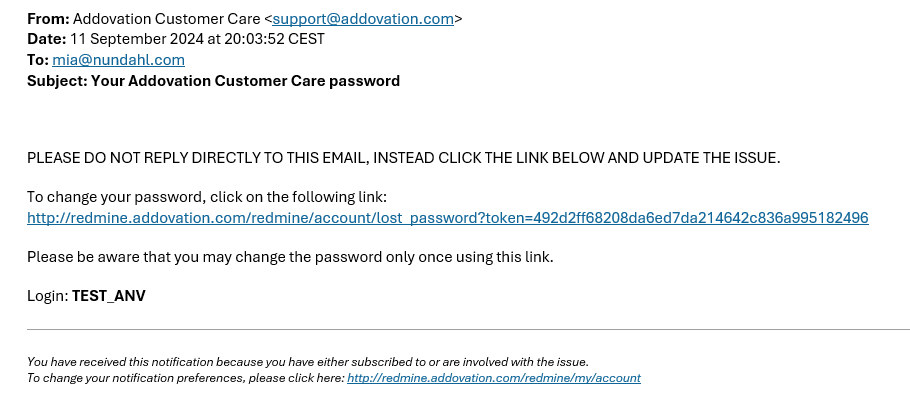 From: Addovation Customer Care <support@addovation.com>
Date: 11 September 2024 at 20:03:52 CEST
To: mia@nundahl.com
Subject: Your Addovation Customer Care password
PLEASE DO NOT REPLY DIRECTLY TO THIS EMAIL, INSTEAD CLICK THE LINK BELOW AND UPDATE THE ISSUE.
To change your password, click on the following link:
http://redmine.addovation.com/redmine/account/lost_password?token=492d2ff68208da6ed7da214642c836a995182496
Please be aware that you may change the password only once using this link.
Login: TEST_ANV
You have received this notification because you have either subscribed to or are involved with the issue.
To change your notification preferences, please click here: http://redmine.addovation.com/redmine/my/account